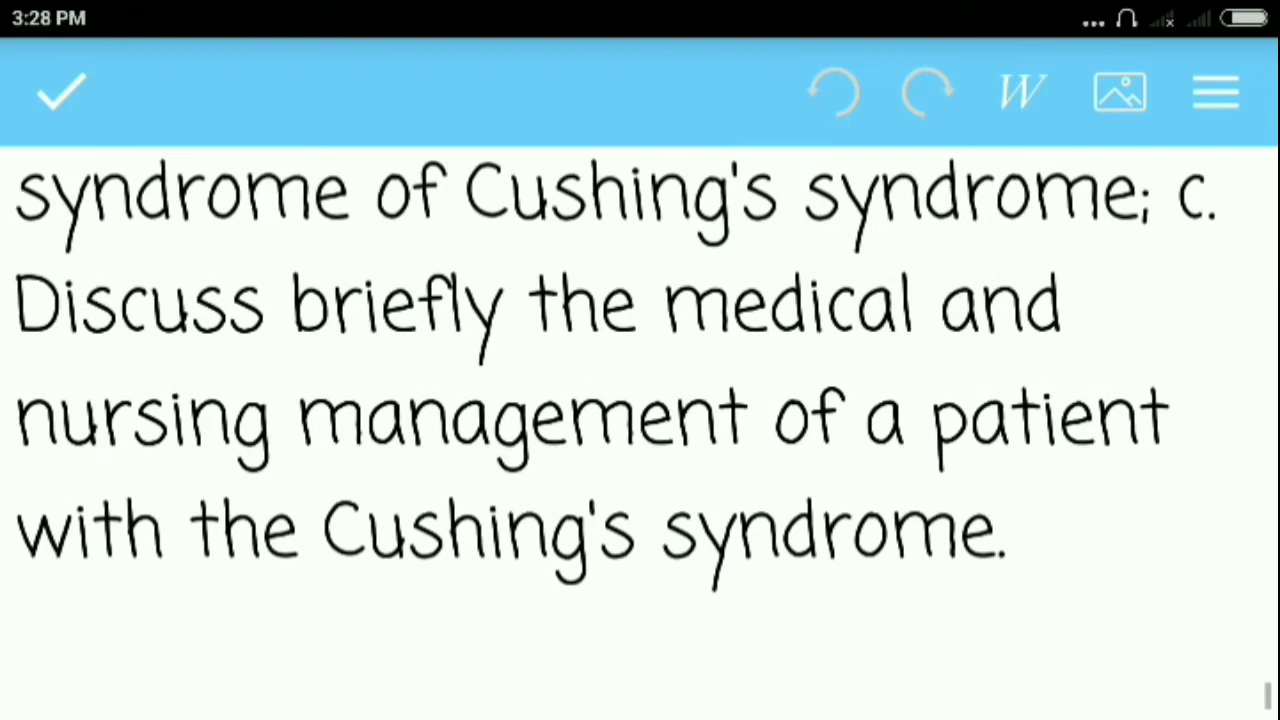 3:28 PM
W
syndrome of Cushing's syndrome; c.
Discuss briefly the medical and
nursing management of a patient
with the Cushing's syndrome.